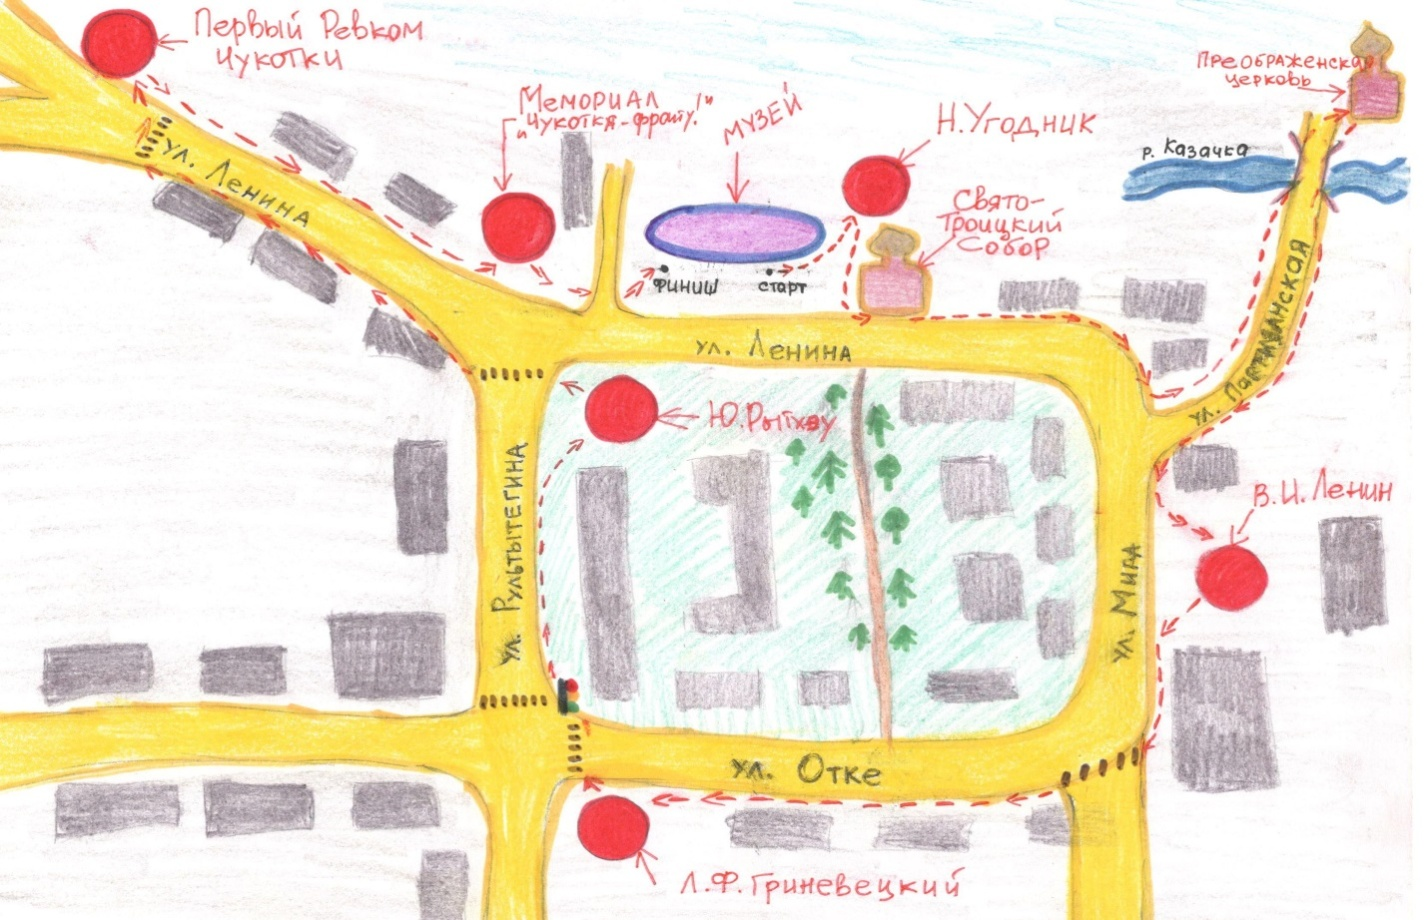 Первый Ревком
Чукотки
Мемориал
"Чукотка-фронту!"
МУЗЕЙ
Н.Угодник
Преображенская
церковь
р. Казачка
Свято-
Троицкий
Собор
ул. Ленина
финиш
старт
ул. Ленина
ул. Партизанская
Ю.Рытхэу
ул. Рультытегина
В.И.Ленин
ул. Мира
ул. Отке
Л.Ф.Гриневецкий